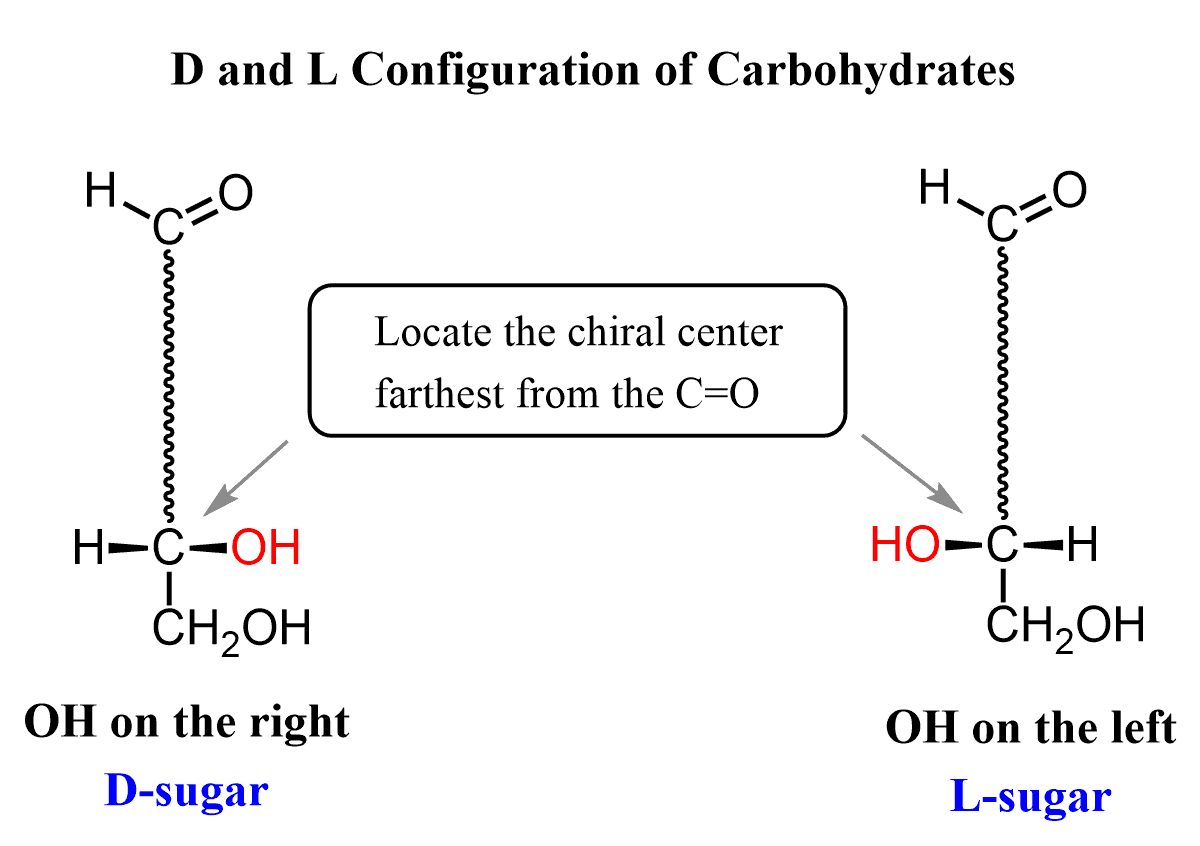 D and L Configuration of Carbohydrates
H
O
C
H
O
C
Locate the chiral center
farthest from the C=O
H C OH
CH₂OH
HO C H
CH₂OH
OH on the right
D-sugar
OH on the left
L-sugar